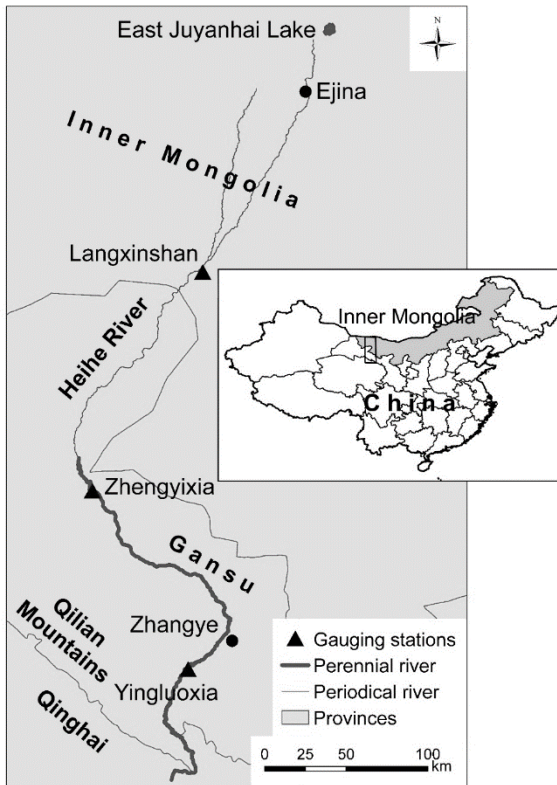 East Juyanhai Lake
Ejina
Inner Mongolia
Langxinshan
Heihe River
Inner Mongolia
China
Zhengyixia
Gansu
Qilian
Mountains
Zhangye
Yingluoxia
Qinghai
Gauging stations
Perennial river
Periodical river
Provinces
0 25 50 100
km